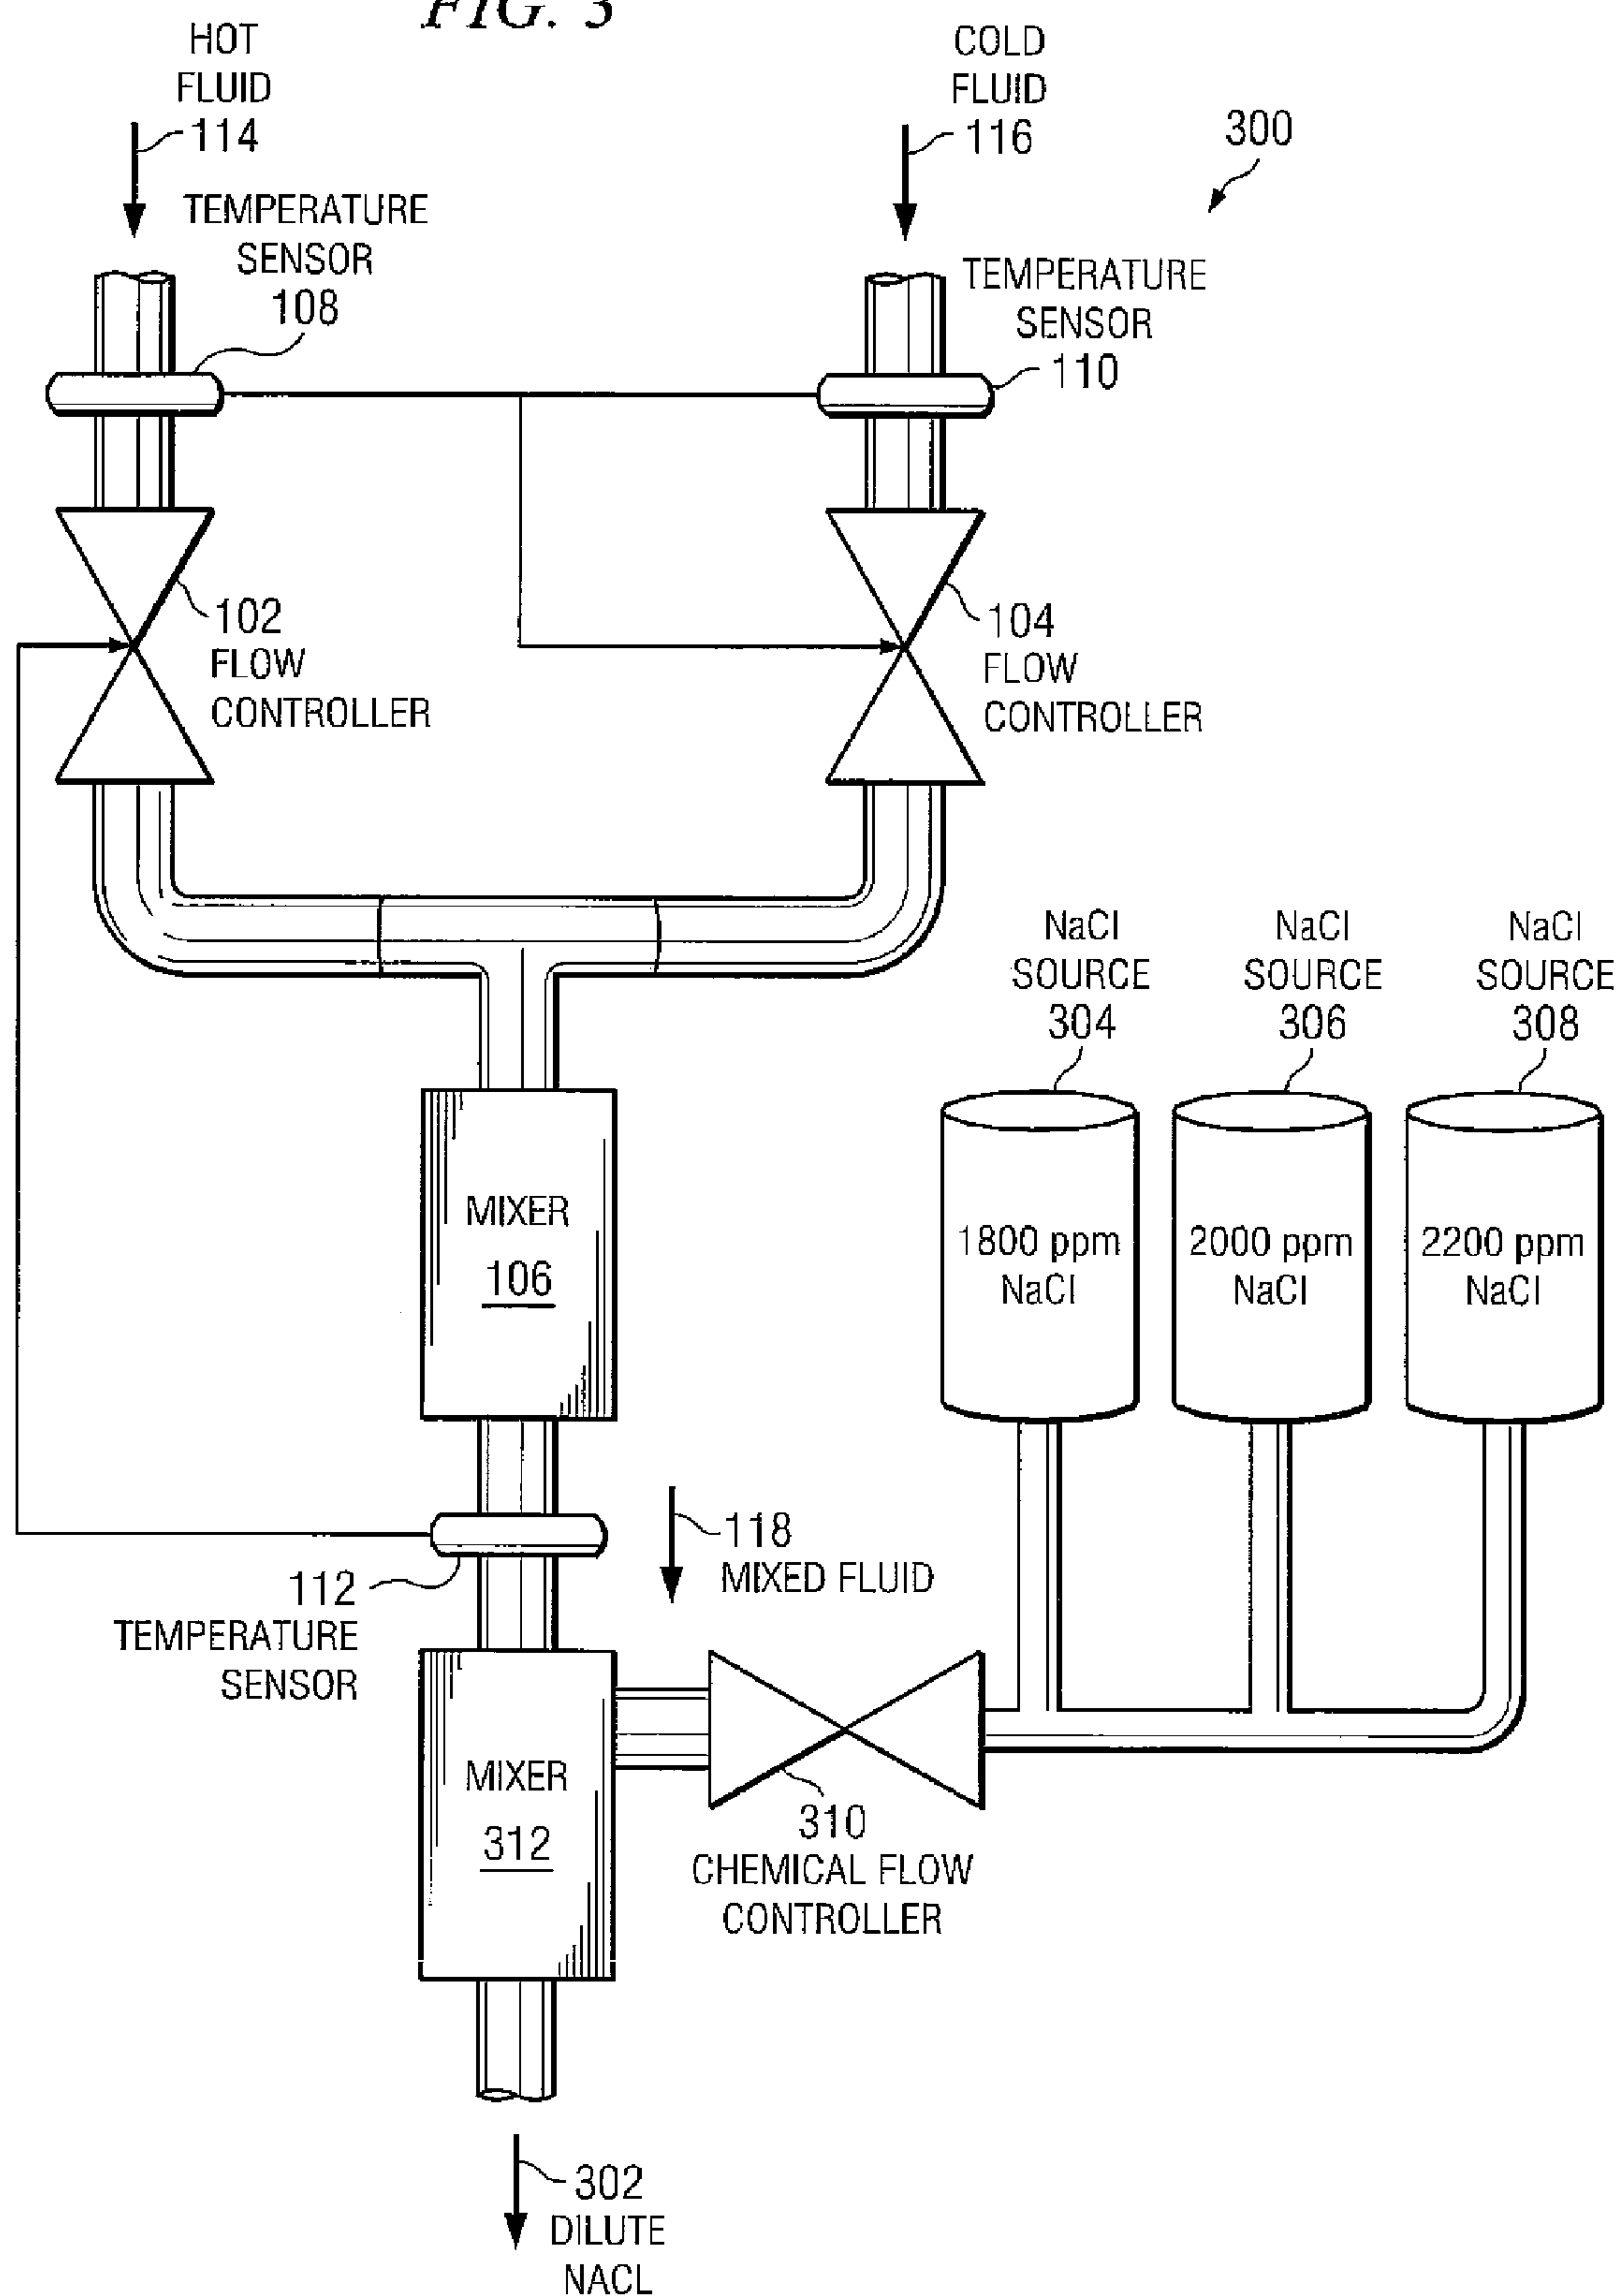 FIG. 3
HOT
FLUID
114
COLD
FLUID
116
300
TEMPERATURE
SENSOR
108
TEMPERATURE
SENSOR
110
102
FLOW
CONTROLLER
104
FLOW
CONTROLLER
NaCl
SOURCE
304
NaCl
SOURCE
306
NaCl
SOURCE
308
MIXER
106
1800 ppm
NaCl
2000 ppm
NaCl
2200 ppm
NaCl
118
MIXED FLUID
112
TEMPERATURE
SENSOR
MIXER
312
310
CHEMICAL FLOW
CONTROLLER
302
DILUTE
NACL